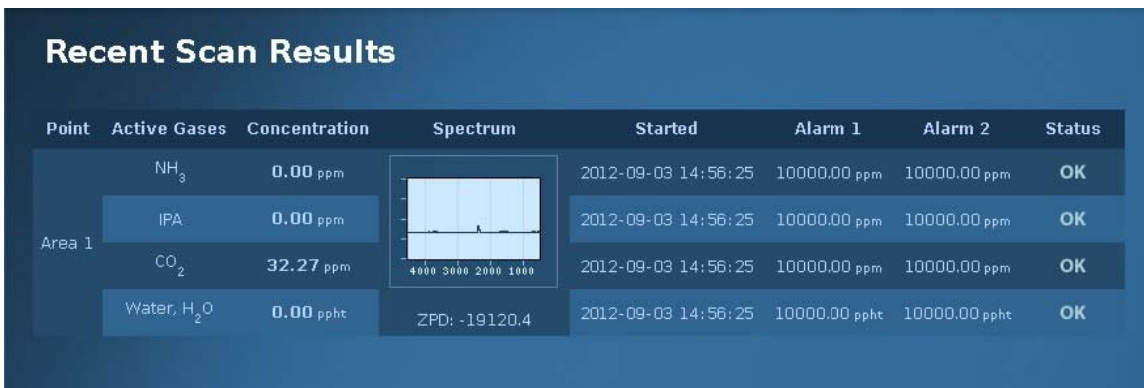 Recent Scan Results
Point Active Gases Concentration Spectrum Started Alarm 1 Alarm 2 Status
NH3 0.00 ppm 2012-09-03 14:56:25 10000.00 ppm 10000.00 ppm OK
IPA 0.00 ppm 2012-09-03 14:56:25 10000.00 ppm 10000.00 ppm OK
Area 1
CO2 32.27 ppm 2012-09-03 14:56:25 10000.00 ppm 10000.00 ppm OK
4000 3000 2000 1000
Water, H2O 0.00 ppht 2012-09-03 14:56:25 10000.00 ppht 10000.00 ppht OK
ZPD: -19120.4